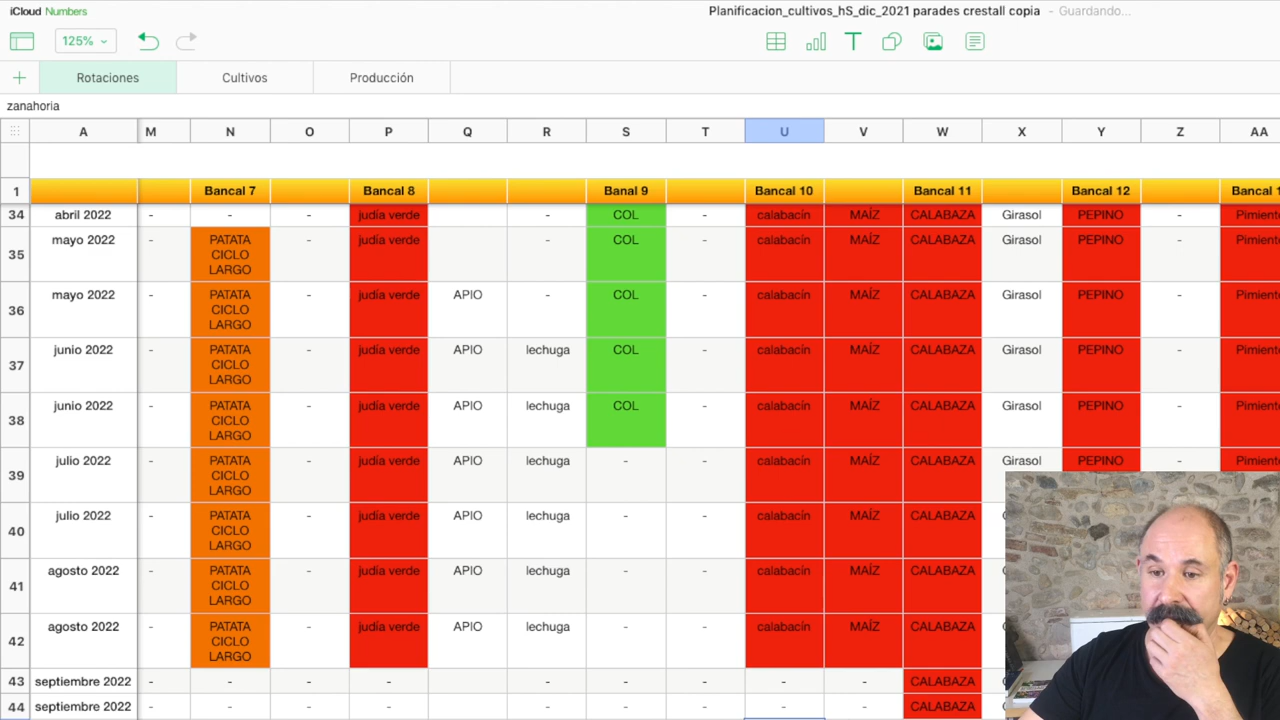 iCloud Numbers
Planificacion_cultivos_hS_dic_2021 parades crestall copia - Guardando...
125%
+ Rotaciones Cultivos Producción
zanahoria
A M N O P Q R S T U V W X Y Z AA
1 Bancal 7 Bancal 8 Banal 9 Bancal 10 Bancal 11 Bancal 12 Bancal 1
34 abril 2022 - - - judía verde - COL - calabacín MAÍZ CALABAZA Girasol PEPINO - Pimiento
35 mayo 2022 - PATATA CICLO LARGO - judía verde - COL - calabacín MAÍZ CALABAZA Girasol PEPINO - Pimiento
36 mayo 2022 - PATATA CICLO LARGO - judía verde APIO - COL - calabacín MAÍZ CALABAZA Girasol PEPINO - Pimiento
37 junio 2022 - PATATA CICLO LARGO - judía verde APIO lechuga COL - calabacín MAÍZ CALABAZA Girasol PEPINO - Pimiento
38 junio 2022 - PATATA CICLO LARGO - judía verde APIO lechuga COL - calabacín MAÍZ CALABAZA Girasol PEPINO - Pimiento
39 julio 2022 - PATATA CICLO LARGO - judía verde APIO lechuga - - calabacín MAÍZ CALABAZA Girasol PEPINO - Pimiento
40 julio 2022 - PATATA CICLO LARGO - judía verde APIO lechuga - - calabacín MAÍZ CALABAZA
41 agosto 2022 - PATATA CICLO LARGO - judía verde APIO lechuga - - calabacín MAÍZ CALABAZA
42 agosto 2022 - PATATA CICLO LARGO - judía verde APIO lechuga - - calabacín MAÍZ CALABAZA
43 septiembre 2022 - - - - - - - - - CALABAZA
44 septiembre 2022 - - - - - - - - - CALABAZA